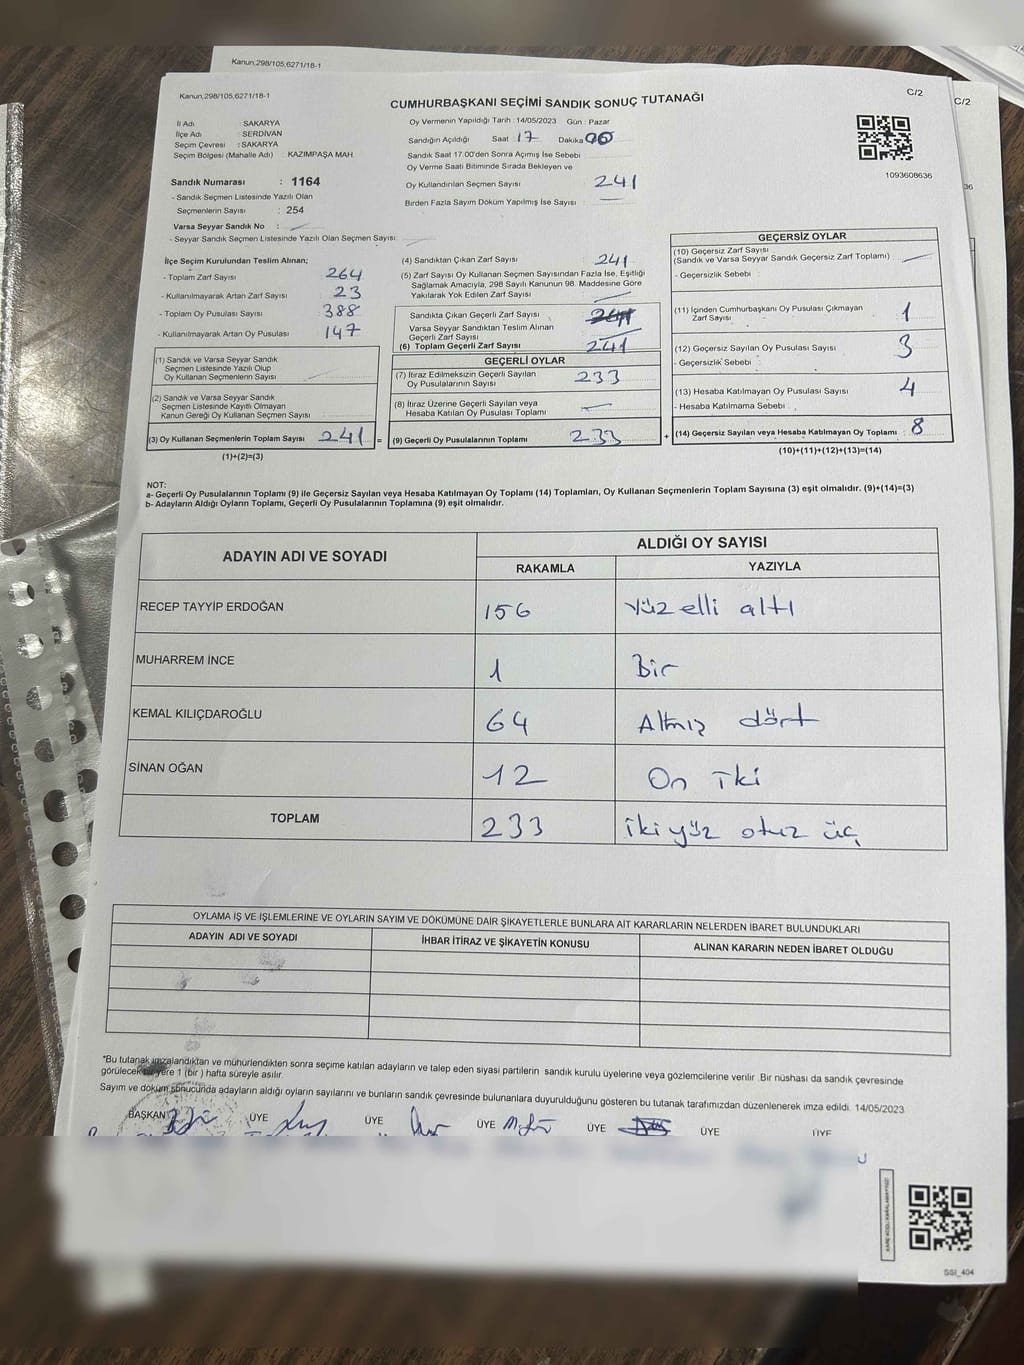 Kanun,298/105,6271/18-1
Kanun,298/105,6271/18-1
CUMHURBAŞKANI SEÇİMİ SANDIK SONUÇ TUTANAĞI
C/2
C/2
İl Adı : SAKARYA
İlçe Adı : SERDİVAN
Seçim Çevresi : SAKARYA
Seçim Bölgesi (Mahalle Adı) : KAZIMPAŞA MAH.
Sandık Numarası : 1164
- Sandık Seçmen Listesinde Yazılı Olan
Seçmenlerin Sayısı : 254
Varsa Seyyar Sandık No :
- Seyyar Sandık Seçmen Listesinde Yazılı Olan Seçmen Sayısı
Oy Vermenin Yapıldığı Tarih : 14/05/2023 Gün : Pazar
Sandığın Açıldığı Saat : 17 Dakika
Sandık Saat 17.00'den Sonra Açımış İse Sebebi
Oy Verme Saati Bitiminde Sırada Bekleyen ve
Oy Kullandırılan Seçmen Sayısı 241
Birden Fazla Sayım Döküm Yapılmış İse Sayısı :
1093608636
36
İlçe Seçim Kurulundan Teslim Alınan;
- Toplam Zarf Sayısı 264
- Kullanılmayarak Artan Zarf Sayısı 23
- Toplam Oy Pusulası Sayısı 388
- Kullanılmayarak Artan Oy Pusulası 147
(1) Sandık ve Varsa Seyyar Sandık
Seçmen Listesinde Yazılı Olup
Oy Kullanan Seçmenlerin Sayısı
(2) Sandık ve Varsa Seyyar Sandık
Seçmen Listesinde Kayıtlı Olmayan
Kanun Gereği Oy Kullanan Seçmen Sayısı
(3) Oy Kullanan Seçmenlerin Toplam Sayısı 241 =
(1)+(2)=(3)
(4) Sandıktan Çıkan Zarf Sayısı 241
(5) Zarf Sayısı Oy Kullanan Seçmen Sayısından Fazla İse, Eşitliği
Sağlamak Amacıyla, 298 Sayılı Kanunun 98. Maddesine Göre
Yakılarak Yok Edilen Zarf Sayısı
Sandıkta Çıkan Geçerli Zarf Sayısı 241
Varsa Seyyar Sandıktan Teslim Alınan
Geçerli Zarf Sayısı
(6) Toplam Geçerli Zarf Sayısı 241
GEÇERLİ OYLAR
(7) İtiraz Edilmeksizin Geçerli Sayılan
Oy Pusulalarının Sayısı 233
(8) İtiraz Üzerine Geçerli Sayılan veya
Hesaba Katılan Oy Pusulası Toplamı
(9) Geçerli Oy Pusulalarının Toplamı 233 +
GEÇERSİZ OYLAR
(10) Geçersiz Zarf Sayısı
(Sandık ve Varsa Seyyar Sandık Geçersiz Zarf Toplamı)
- Geçersizlik Sebebi :
(11) İçinden Cumhurbaşkanı Oy Pusulası Çıkmayan
Zarf Sayısı 1
(12) Geçersiz Sayılan Oy Pusulası Sayısı 3
- Geçersizlik Sebebi :
(13) Hesaba Katılmayan Oy Pusulası Sayısı 4
- Hesaba Katılmama Sebebi :
(14) Geçersiz Sayılan veya Hesaba Katılmayan Oy Toplamı : 8
(10)+(11)+(12)+(13)=(14)
NOT:
a- Geçerli Oy Pusulalarının Toplamı (9) ile Geçersiz Sayılan veya Hesaba Katılmayan Oy Toplamı (14) Toplamları, Oy Kullanan Seçmenlerin Toplam Sayısına (3) eşit olmalıdır. (9)+(14)=(3)
b- Adayların Aldığı Oyların Toplamı, Geçerli Oy Pusulalarının Toplamına (9) eşit olmalıdır.
ADAYIN ADI VE SOYADI
ALDIĞI OY SAYISI
RAKAMLA YAZIYLA
RECEP TAYYİP ERDOĞAN 156 Yüz elli altı
MUHARREM İNCE 1 Bir
KEMAL KILIÇDAROĞLU 64 Altmış dört
SİNAN OĞAN 12 On iki
TOPLAM 233 iki yüz otuz üç
OYLAMA İŞ VE İŞLEMLERİNE VE OYLARIN SAYIM VE DÖKÜMÜNE DAİR ŞİKAYETLERLE BUNLARA AİT KARARLARIN NELERDEN İBARET BULUNDUKLARI
ADAYIN ADI VE SOYADI İHBAR İTİRAZ VE ŞİKAYETİN KONUSU ALINAN KARARIN NEDEN İBARET OLDUĞU
*Bu tutanak imzalandıktan ve mühürlendikten sonra seçime katılan adayların ve talep eden siyasi partilerin sandık kurulu üyelerine veya gözlemcilerine verilir .Bir nüshası da sandık çevresinde
görülecek bir yere 1 (bir ) hafta süreyle asılır.
Sayım ve döküm sonucunda adayların aldığı oyların sayılarını ve bunların sandık çevresinde bulunanlara duyurulduğunu gösteren bu tutanak tarafımızdan düzenlenerek imza edildi. 14/05/2023
BAŞKAN ÜYE ÜYE ÜYE ÜYE ÜYE ÜYE
SSİ_404